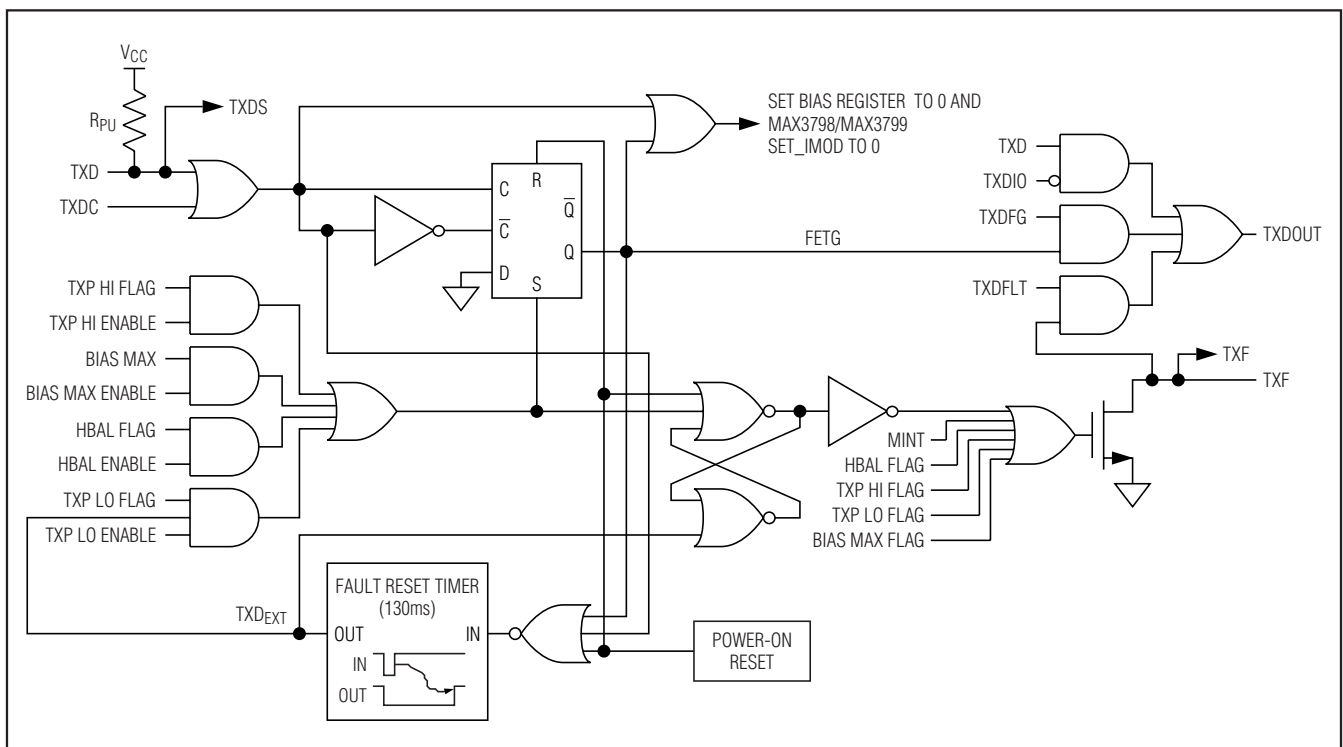 VCC
RPU
TXDS
TXD
TXDC
SET BIAS REGISTER TO 0 AND
MAX3798/MAX3799
SET_IMOD TO 0
R
C
C
D
S
Q
Q
FETG
TXD
TXDIO
TXDFG
TXDFLT
TXDOUT
TXF
TXF
TXP HI FLAG
TXP HI ENABLE
BIAS MAX
BIAS MAX ENABLE
HBAL FLAG
HBAL ENABLE
TXP LO FLAG
TXP LO ENABLE
MINT
HBAL FLAG
TXP HI FLAG
TXP LO FLAG
BIAS MAX FLAG
TXDEXT
FAULT RESET TIMER
(130ms)
OUT
IN
IN
OUT
POWER-ON
RESET